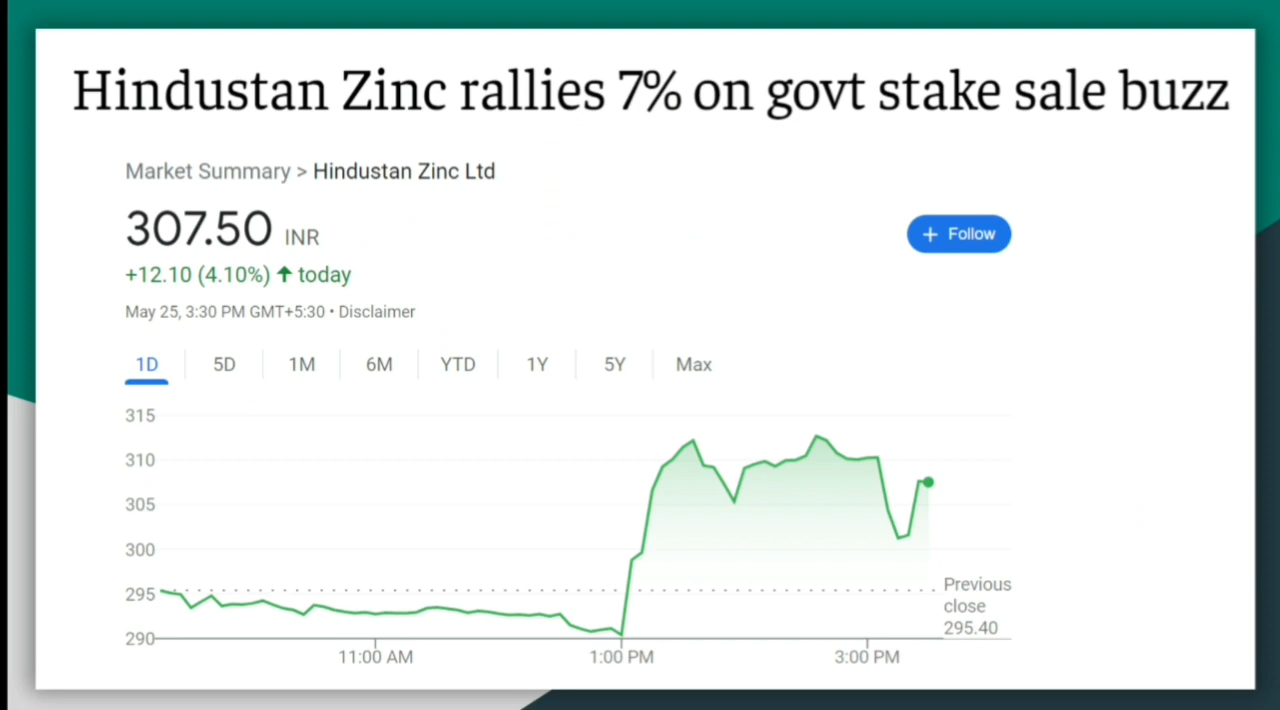 Hindustan Zinc rallies 7% on govt stake sale buzz
Market Summary > Hindustan Zinc Ltd
307.50 INR
+ Follow
+12.10 (4.10%) ↑ today
May 25, 3:30 PM GMT+5:30 • Disclaimer
1D 5D 1M 6M YTD 1Y 5Y Max
315
310
305
300
295
290
Previous
close
295.40
11:00 AM 1:00 PM 3:00 PM